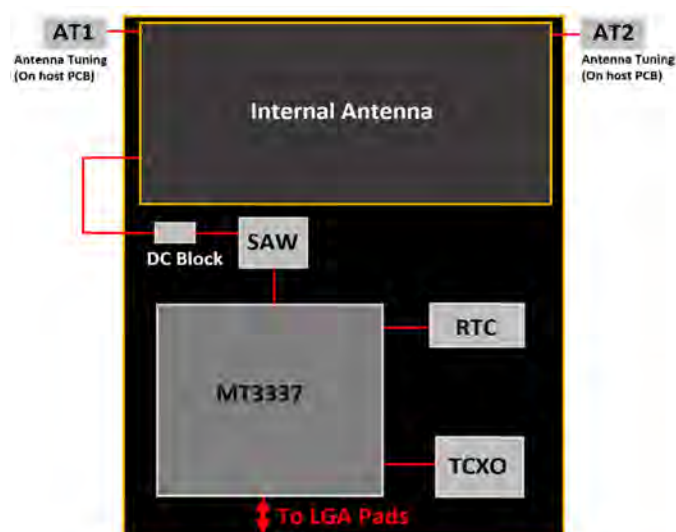 AT1
Antenna Tuning
(On host PCB)
AT2
Antenna Tuning
(On host PCB)
Internal Antenna
DC Block
SAW
RTC
MT3337
TCXO
To LGA Pads